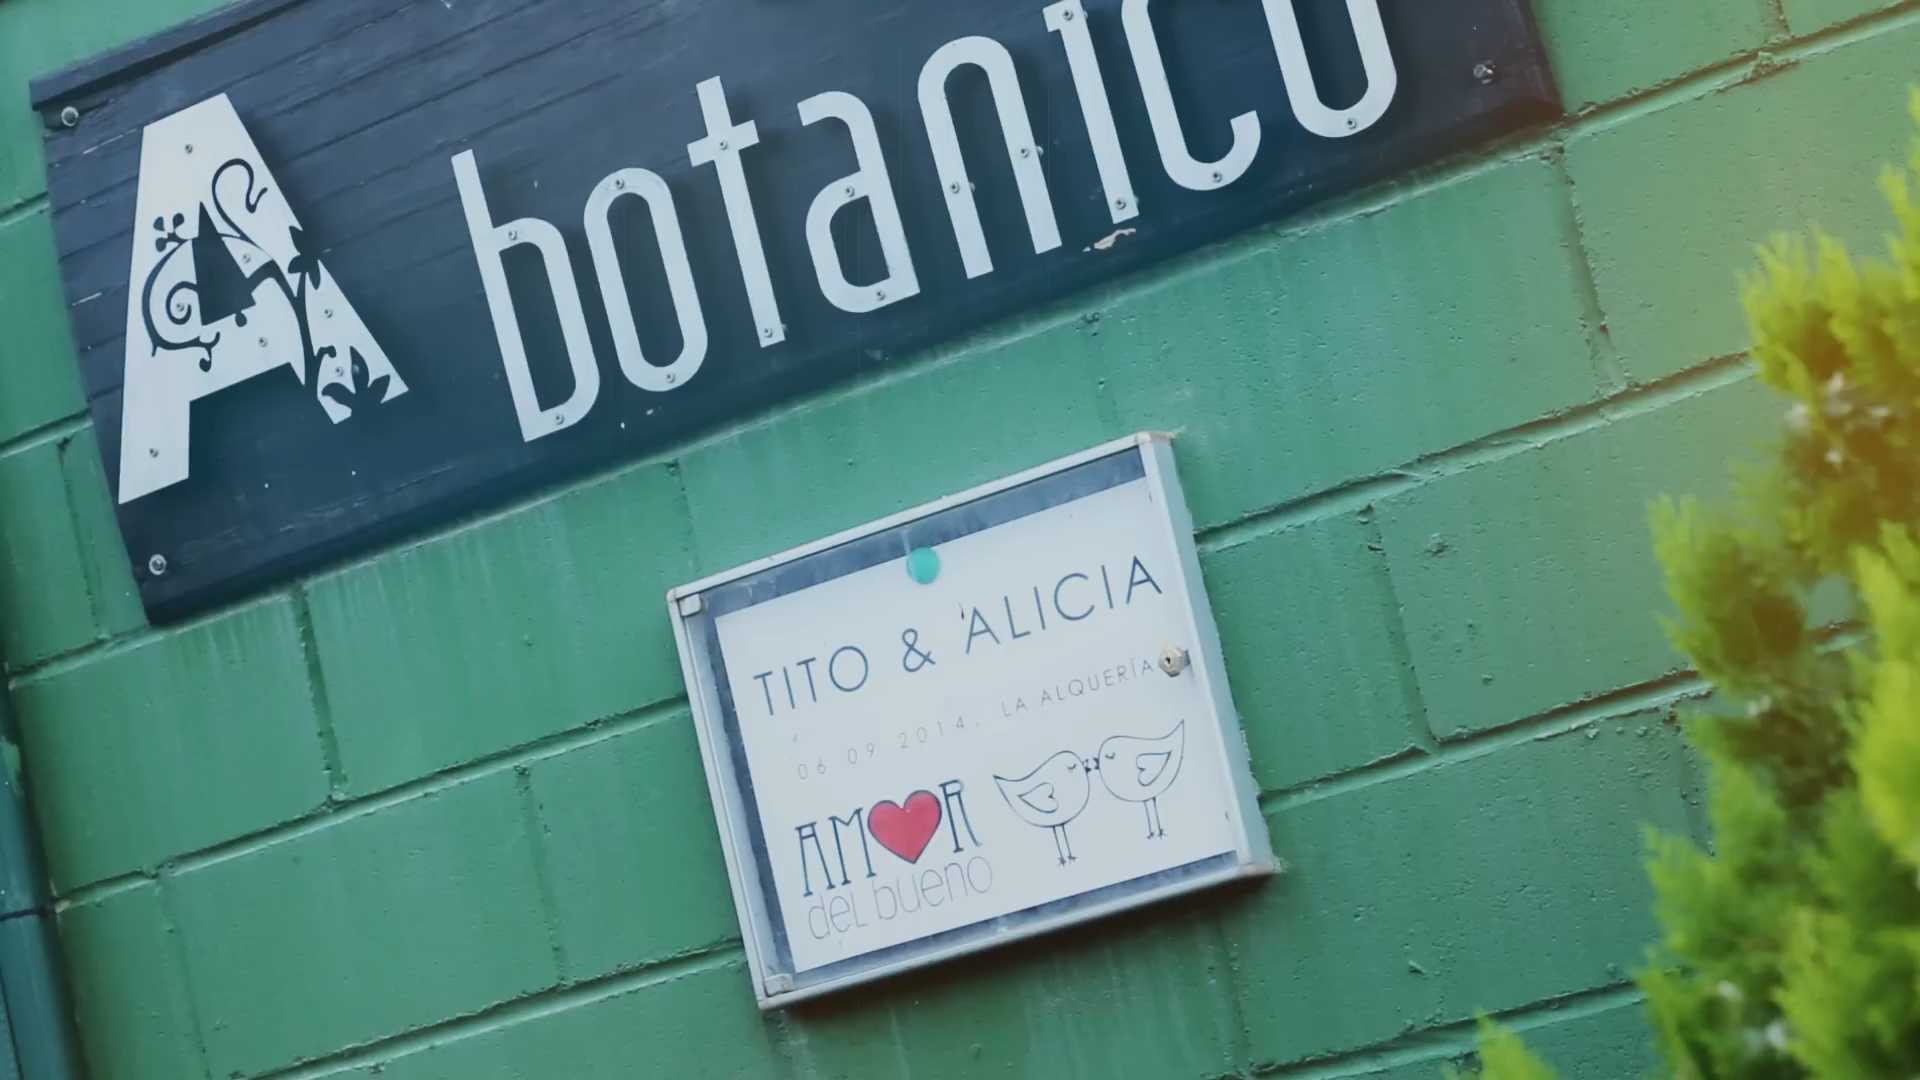 A botanico
TITO & ALICIA
06 09 2014. LA ALQUERÍA
AMOR
del bueno